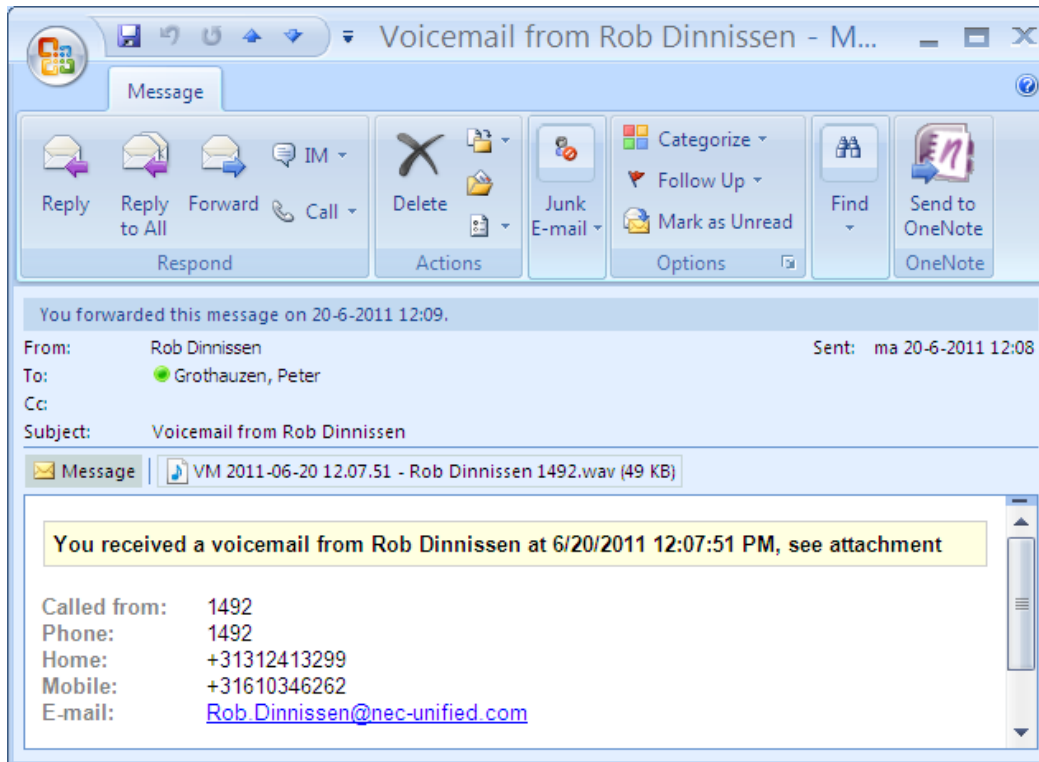 Voicemail from Rob Dinnissen - M...
Message
Reply
Reply to All
Forward
IM
Call
Respond
Delete
Actions
Junk E-mail
Categorize
Follow Up
Mark as Unread
Options
Find
Send to OneNote
OneNote
You forwarded this message on 20-6-2011 12:09.
From: Rob Dinnissen Sent: ma 20-6-2011 12:08
To: Grothauzen, Peter
Cc:
Subject: Voicemail from Rob Dinnissen
Message VM 2011-06-20 12.07.51 - Rob Dinnissen 1492.wav (49 KB)
You received a voicemail from Rob Dinnissen at 6/20/2011 12:07:51 PM, see attachment
Called from: 1492
Phone: 1492
Home: +31312413299
Mobile: +31610346262
E-mail: Rob.Dinnissen@nec-unified.com